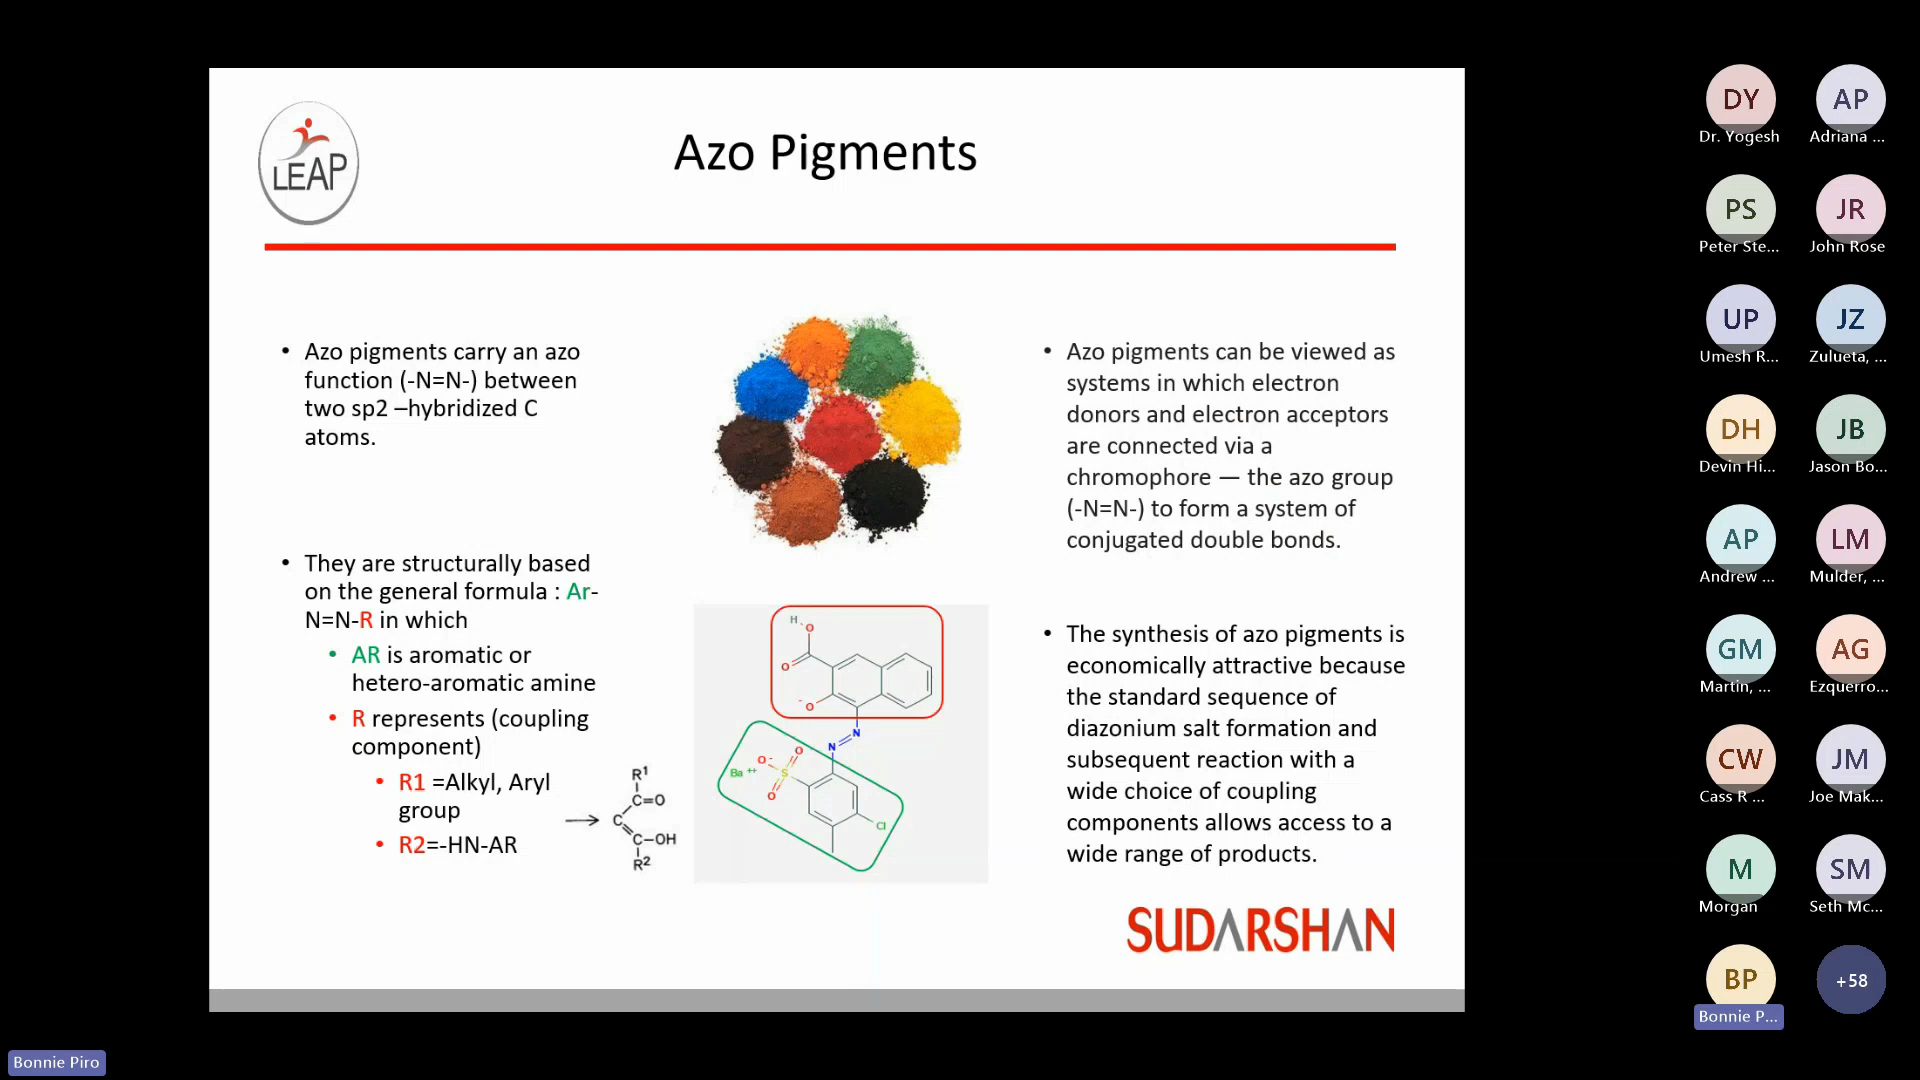 LEAP
Azo Pigments
• Azo pigments carry an azo
function (-N=N-) between
two sp2 –hybridized C
atoms.
• They are structurally based
on the general formula : Ar-
N=N-R in which
• AR is aromatic or
hetero-aromatic amine
• R represents (coupling
component)
• R1 =Alkyl, Aryl
group
• R2=-HN-AR
R¹
C=O
C
C–OH
R²
H
O
O
-O
N
N
O-
O
Ba ++
S
O
Cl
• Azo pigments can be viewed as
systems in which electron
donors and electron acceptors
are connected via a
chromophore — the azo group
(-N=N-) to form a system of
conjugated double bonds.
• The synthesis of azo pigments is
economically attractive because
the standard sequence of
diazonium salt formation and
subsequent reaction with a
wide choice of coupling
components allows access to a
wide range of products.
SUDARSHAN
DY
Dr. Yogesh
AP
Adriana ...
PS
Peter Ste...
JR
John Rose
UP
Umesh R...
JZ
Zulueta, ...
DH
Devin Hi...
JB
Jason Bo...
AP
Andrew ...
LM
Mulder, ...
GM
Martin, ...
AG
Ezquerro...
CW
Cass R ...
JM
Joe Mak...
M
Morgan
SM
Seth Mc...
BP
Bonnie P...
+58
Bonnie Piro